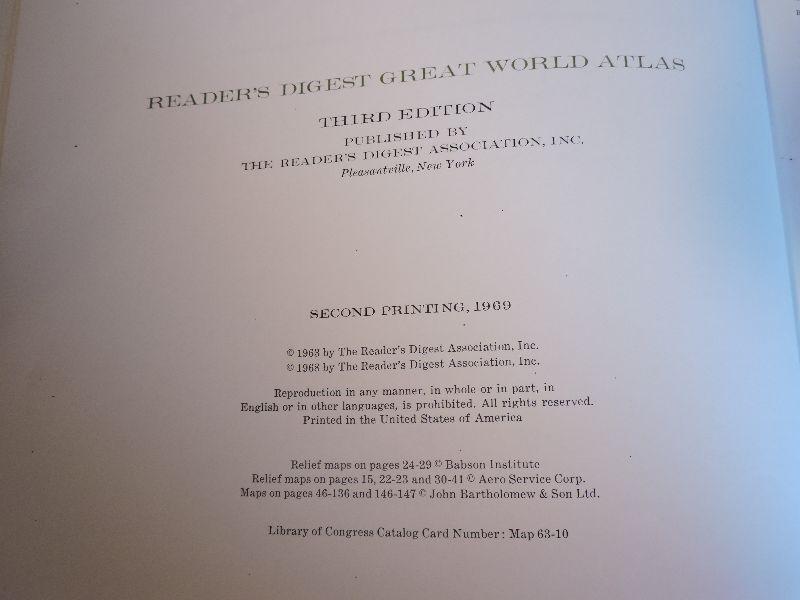 READER'S DIGEST GREAT WORLD ATLAS
THIRD EDITION
PUBLISHED BY
THE READER'S DIGEST ASSOCIATION, INC.
Pleasantville, New York
SECOND PRINTING, 1969
© 1963 by The Reader's Digest Association, Inc.
© 1968 by The Reader's Digest Association, Inc.
Reproduction in any manner, in whole or in part, in
English or in other languages, is prohibited. All rights reserved.
Printed in the United States of America
Relief maps on pages 24-29 © Babson Institute
Relief maps on pages 15, 22-23 and 30-41 © Aero Service Corp.
Maps on pages 46-136 and 146-147 © John Bartholomew & Son Ltd.
Library of Congress Catalog Card Number: Map 63-10